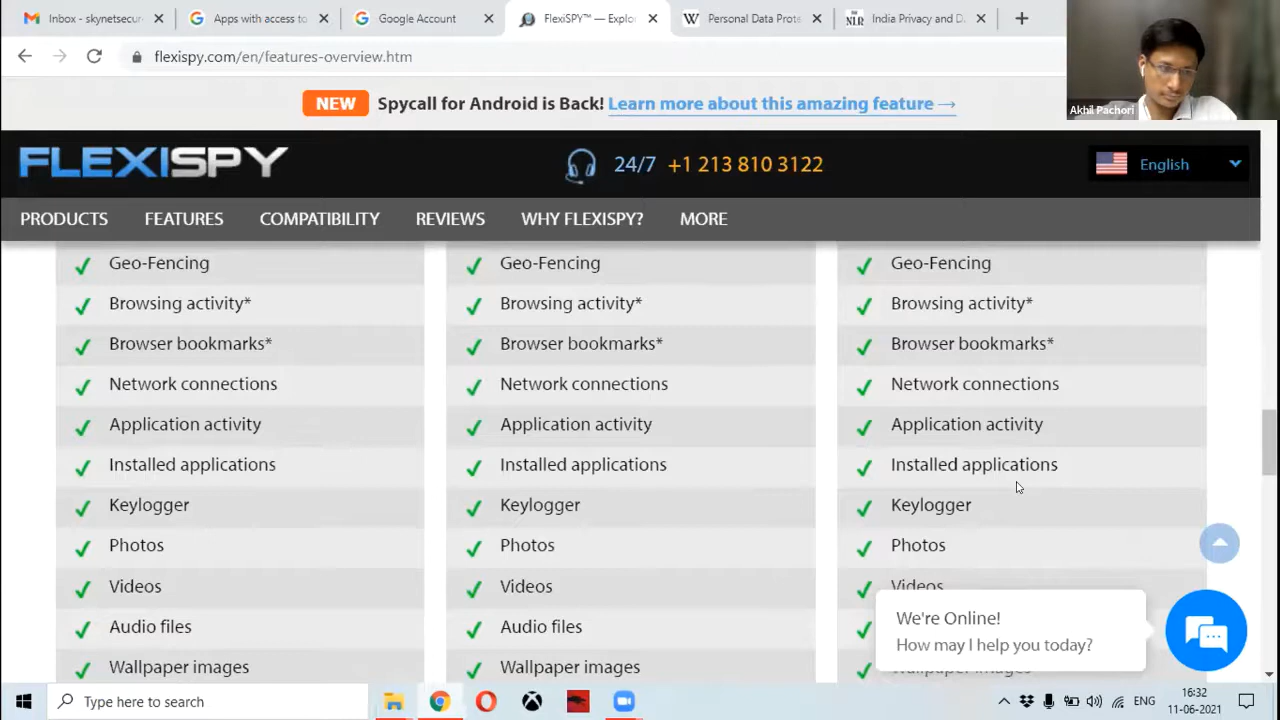 Inbox - skynetsecur
Apps with access to
Google Account
FlexiSPY™ — Explor
Personal Data Prote
India Privacy and D
flexispy.com/en/features-overview.htm
Akhil Pachori
NEW Spycall for Android is Back! Learn more about this amazing feature →
FLEXISPY
24/7 +1 213 810 3122
English
PRODUCTS FEATURES COMPATIBILITY REVIEWS WHY FLEXISPY? MORE
Geo-Fencing Geo-Fencing Geo-Fencing
Browsing activity* Browsing activity* Browsing activity*
Browser bookmarks* Browser bookmarks* Browser bookmarks*
Network connections Network connections Network connections
Application activity Application activity Application activity
Installed applications Installed applications Installed applications
Keylogger Keylogger Keylogger
Photos Photos Photos
Videos Videos Videos
Audio files Audio files
Wallpaper images Wallpaper images Wallpaper images
We're Online!
How may I help you today?
Type here to search
ENG
16:32
11-06-2021